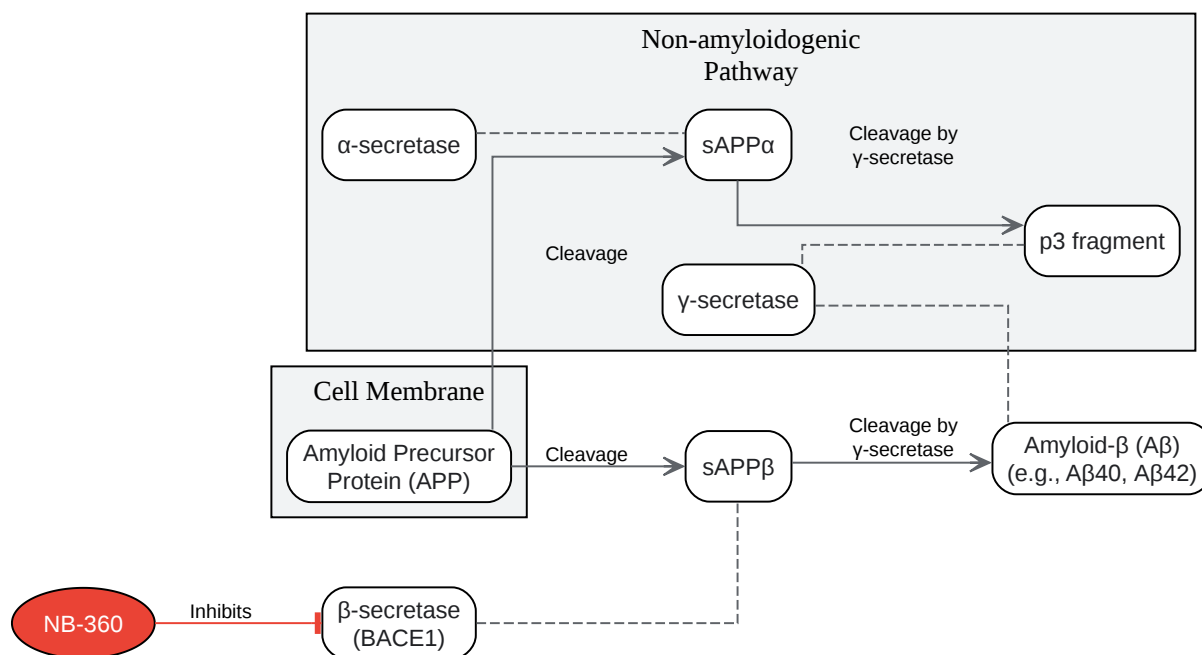 Non-amyloidogenic
Pathway
α-secretase
sAPPα
Cleavage by
γ-secretase
p3 fragment
Cleavage
γ-secretase
Cell Membrane
Amyloid Precursor
Protein (APP)
Cleavage
sAPPβ
Cleavage by
γ-secretase
Amyloid-β (Aβ)
(e.g., Aβ40, Aβ42)
NB-360
Inhibits
β-secretase
(BACE1)